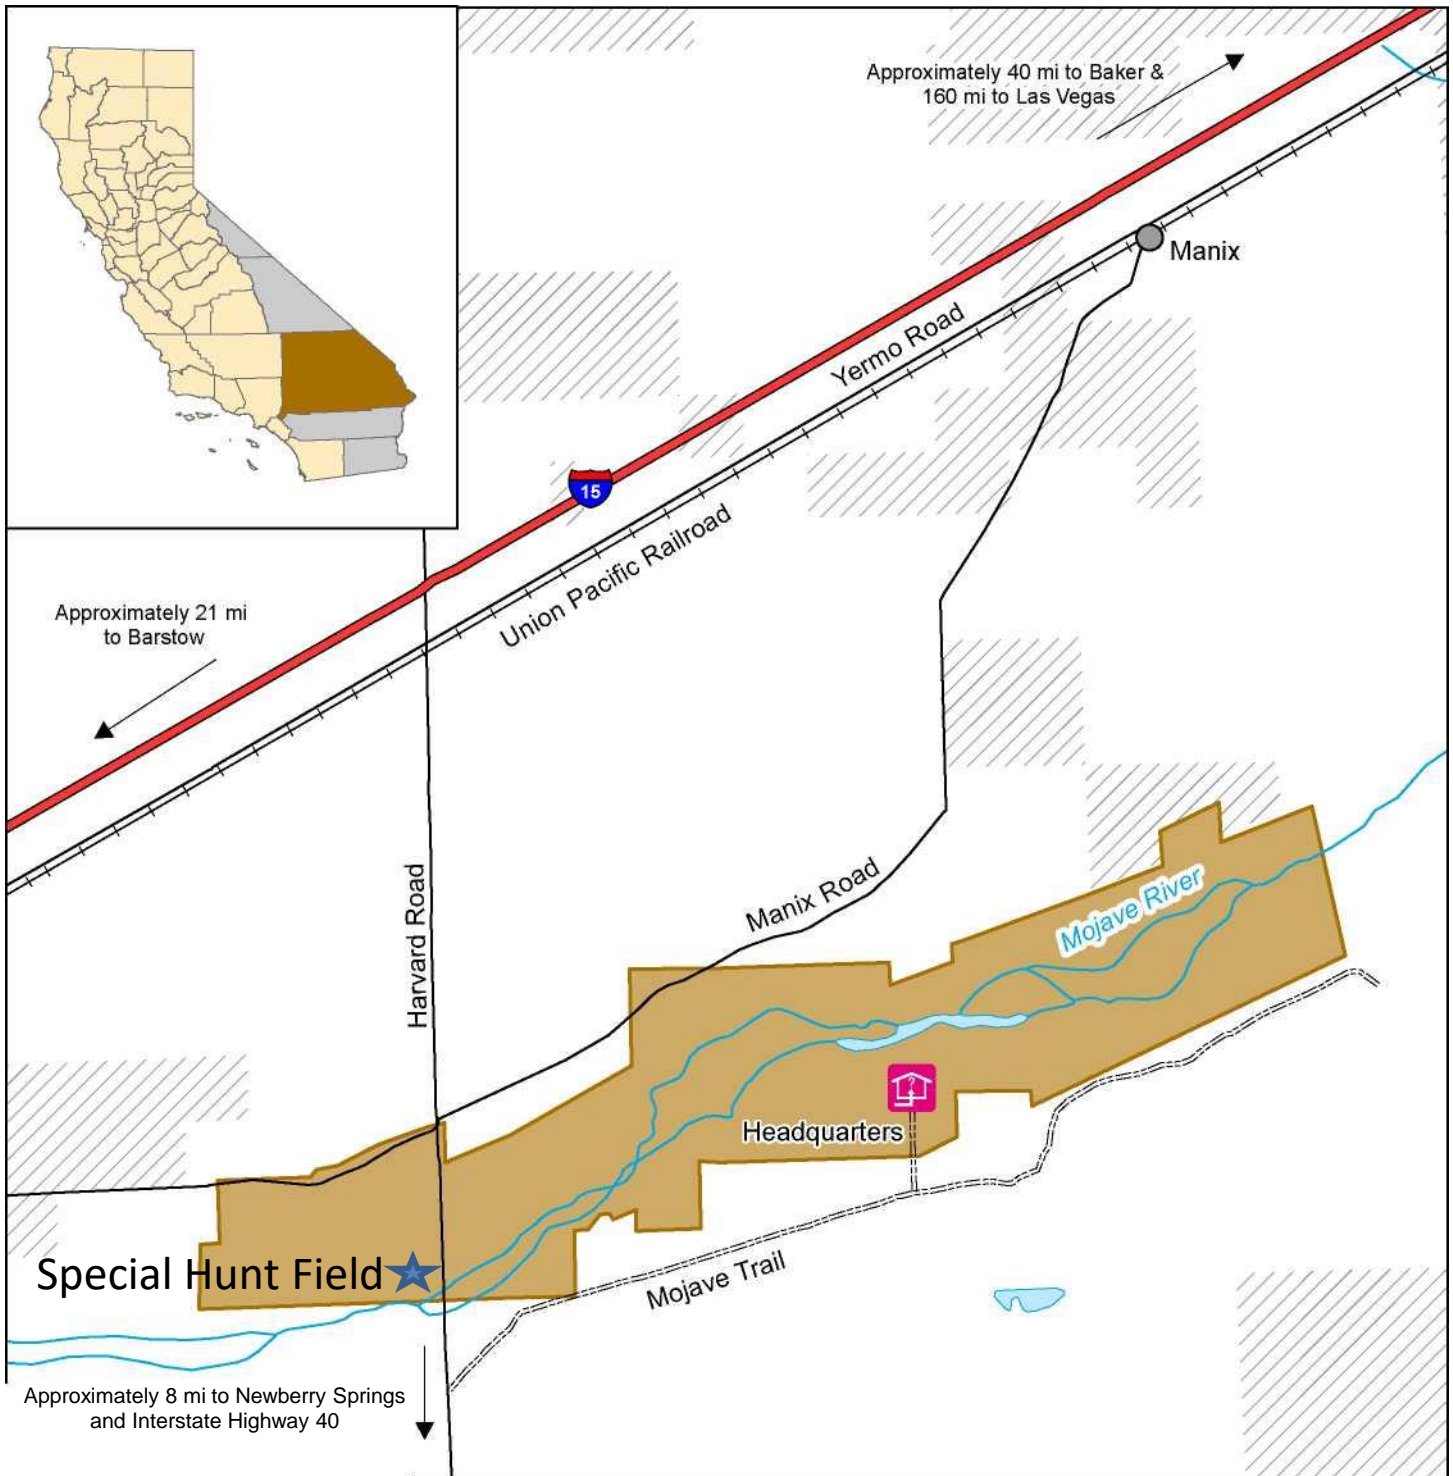 Approximately 40 mi to Baker &
160 mi to Las Vegas
Manix
Yermo Road
15
Union Pacific Railroad
Approximately 21 mi
to Barstow
Harvard Road
Manix Road
Mojave River
?
Headquarters
Special Hunt Field
Mojave Trail
Approximately 8 mi to Newberry Springs
and Interstate Highway 40